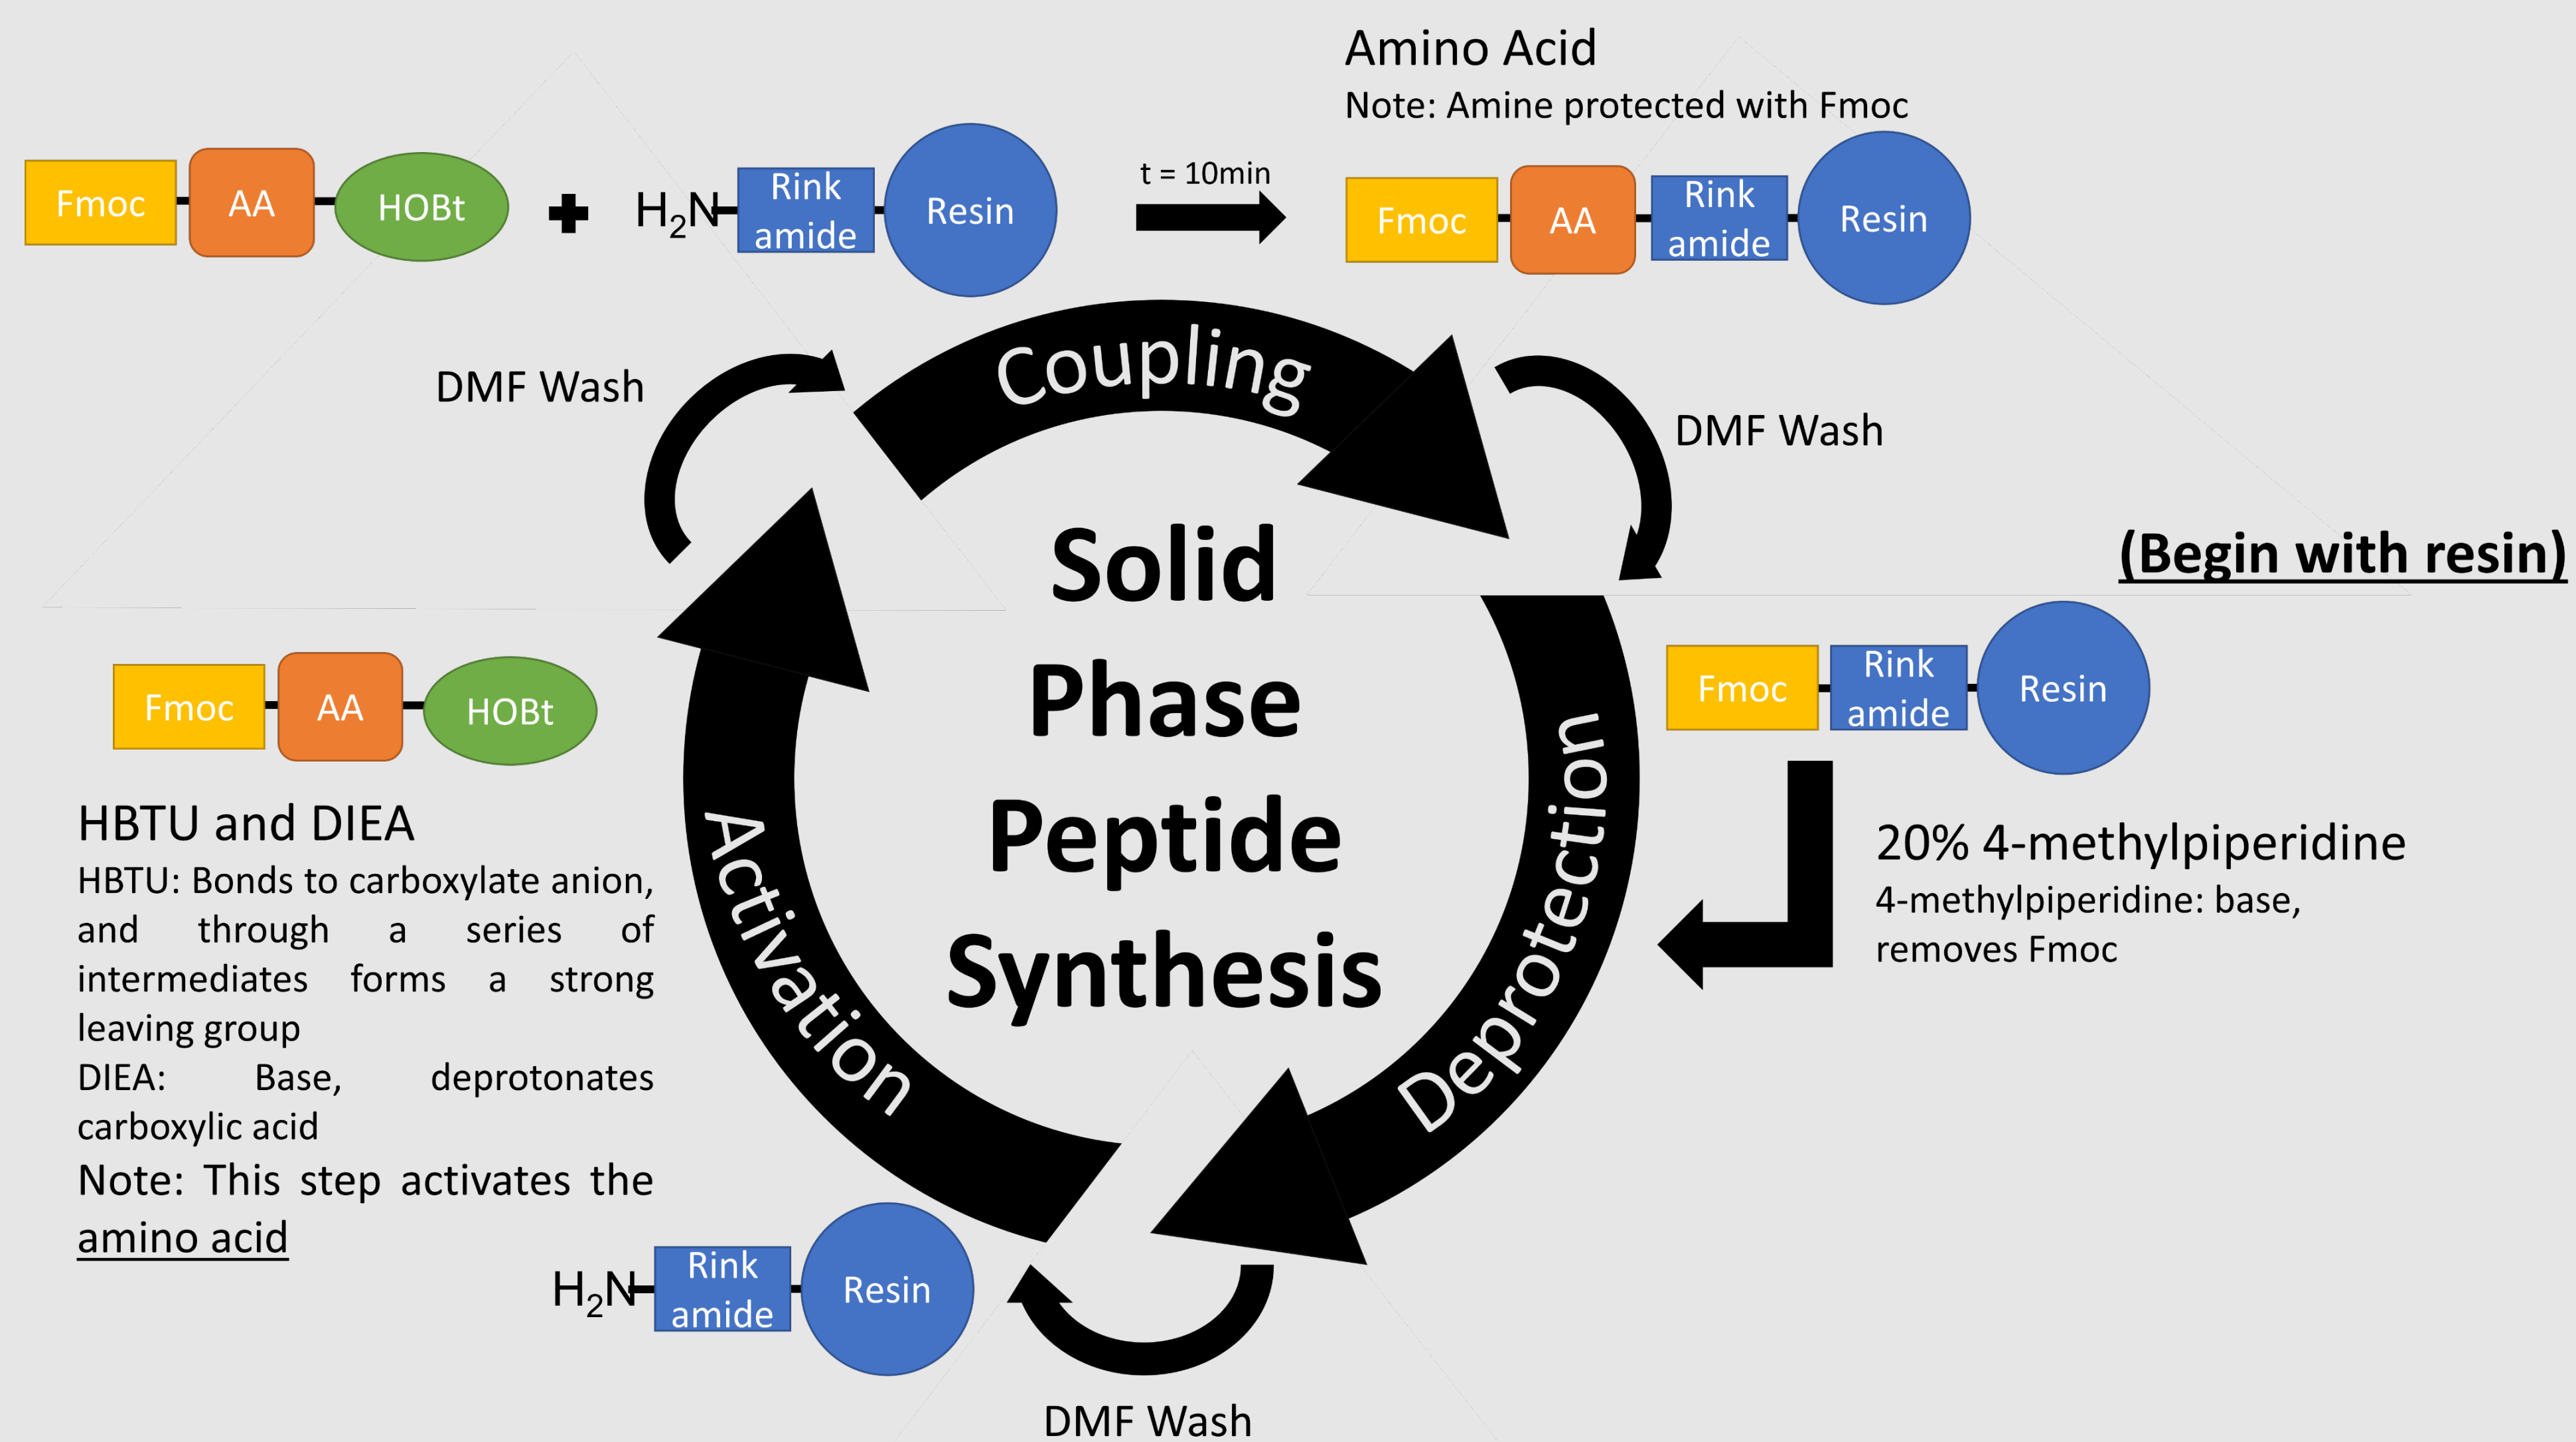 Amino Acid
Note: Amine protected with Fmoc
Fmoc
AA
HOBt
H₂N
Rink
amide
Resin
t = 10min
Fmoc
AA
Rink
amide
Resin
Coupling
DMF Wash
DMF Wash
(Begin with resin)
Solid
Phase
Peptide
Synthesis
Fmoc
AA
HOBt
Fmoc
Rink
amide
Resin
Activation
Deprotection
HBTU and DIEA
HBTU: Bonds to carboxylate anion,
and through a series of
intermediates forms a strong
leaving group
DIEA: Base, deprotonates
carboxylic acid
Note: This step activates the
amino acid
20% 4-methylpiperidine
4-methylpiperidine: base,
removes Fmoc
H₂N
Rink
amide
Resin
DMF Wash